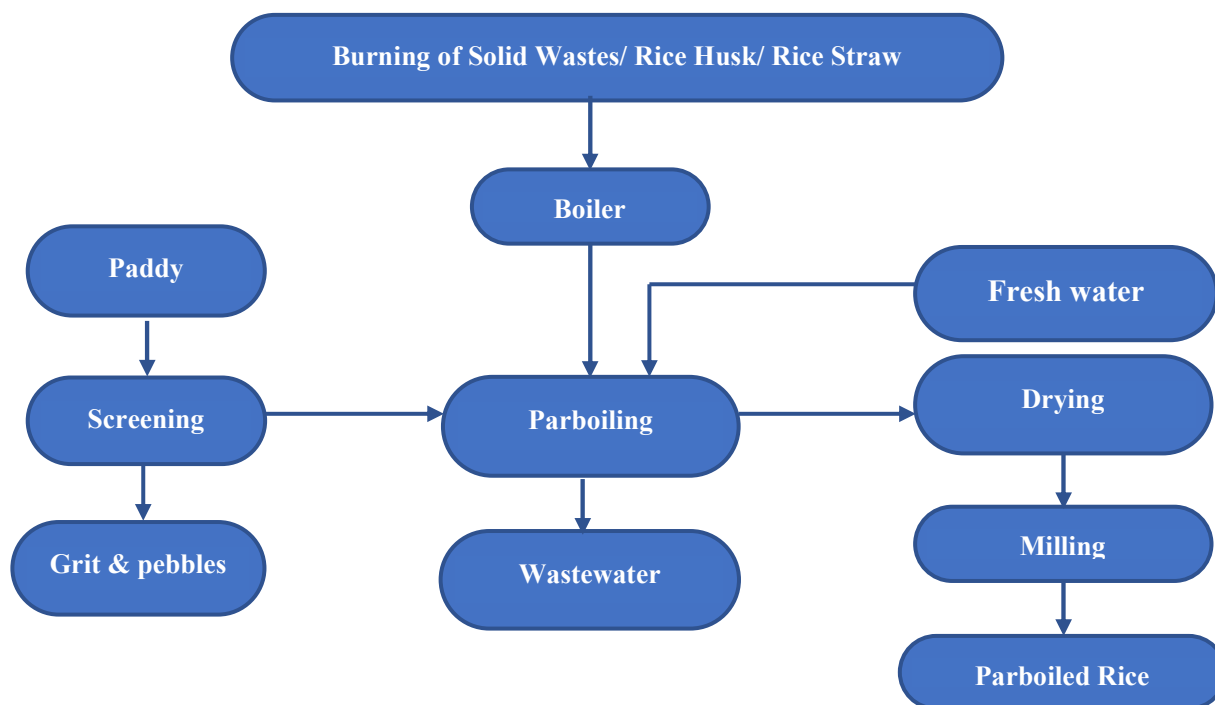 Burning of Solid Wastes/ Rice Husk/ Rice Straw
Boiler
Paddy
Fresh water
Screening
Parboiling
Drying
Grit & pebbles
Wastewater
Milling
Parboiled Rice